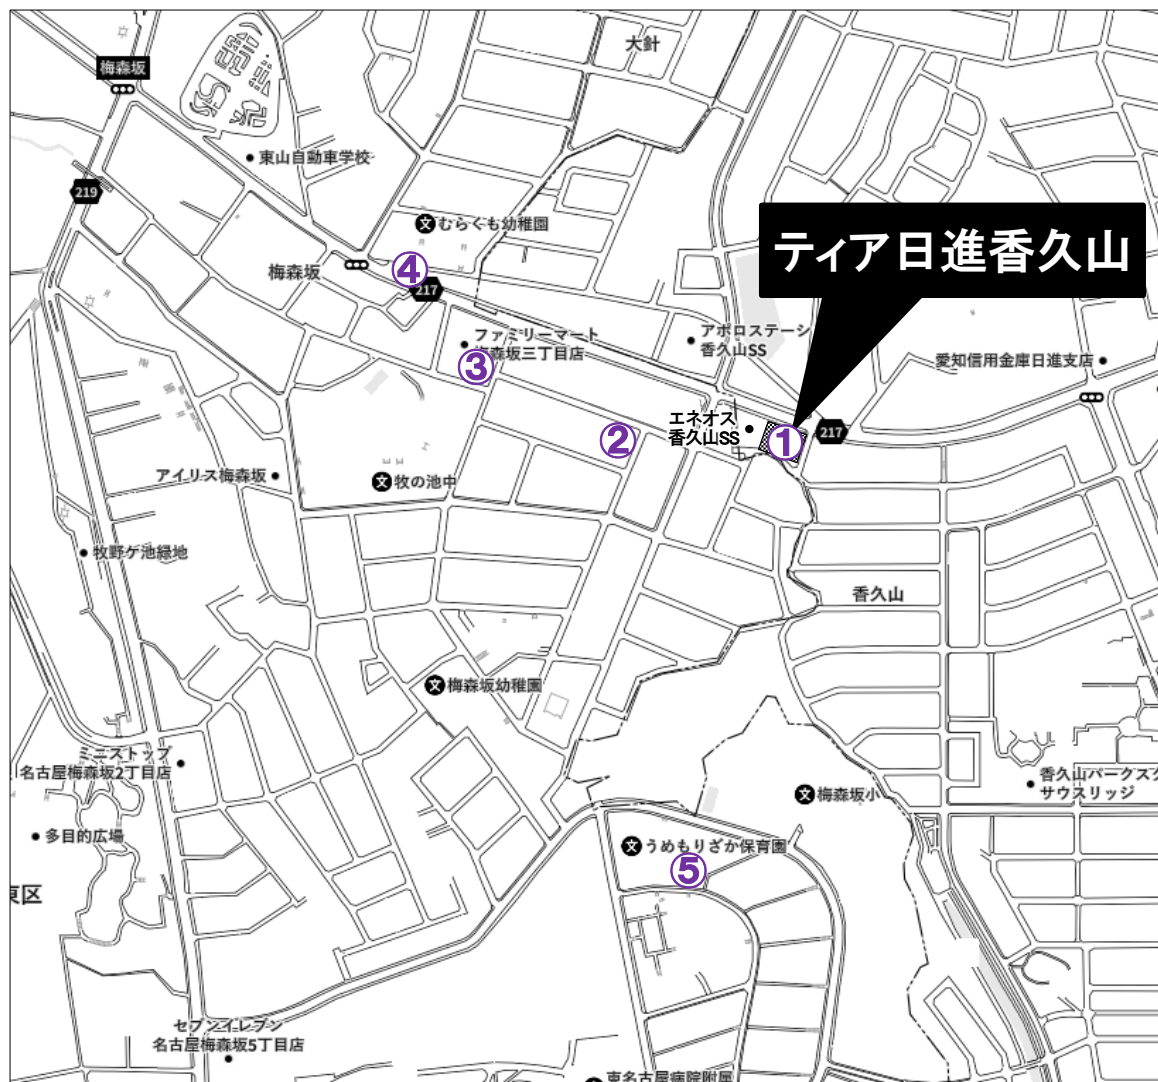 大針
梅森坂
東山自動車学校
219
文むらくも幼稚園
ティア日進香久山
梅森坂
④
217
ファミリーマート
梅森坂三丁目店
③
アポロステーシ
香久山SS
愛知信用金庫日進支店
エネオス
香久山SS
①
217
②
アイリス梅森坂
文牧の池中
牧野ケ池緑地
香久山
文梅森坂幼稚園
ミニストップ
名古屋梅森坂2丁目店
香久山パークスク
サウスリッジ
文梅森坂小
多目的広場
文うめもりざか保育園
⑤
東区
セブンイレブン
名古屋梅森坂5丁目店
東名古屋病院附属